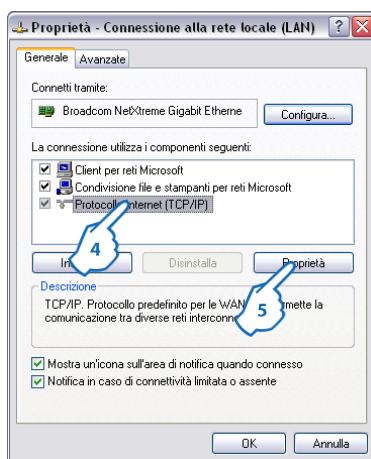 Proprietà - Connessione alla rete locale (LAN)
Generale
Avanzate
Connetti tramite:
Broadcom NetXtreme Gigabit Etherne
Configura...
La connessione utilizza i componenti seguenti:
Client per reti Microsoft
Condivisione file e stampanti per reti Microsoft
Protocollo Internet (TCP/IP)
4
Disinstalla
Proprietà
5
Descrizione
TCP/IP. Protocollo predefinito per le WAN
comunicazione tra diverse reti
Mostra un'icona sull'area di notifica quando connesso
Notifica in caso di connettività limitata o assente
OK
Annulla